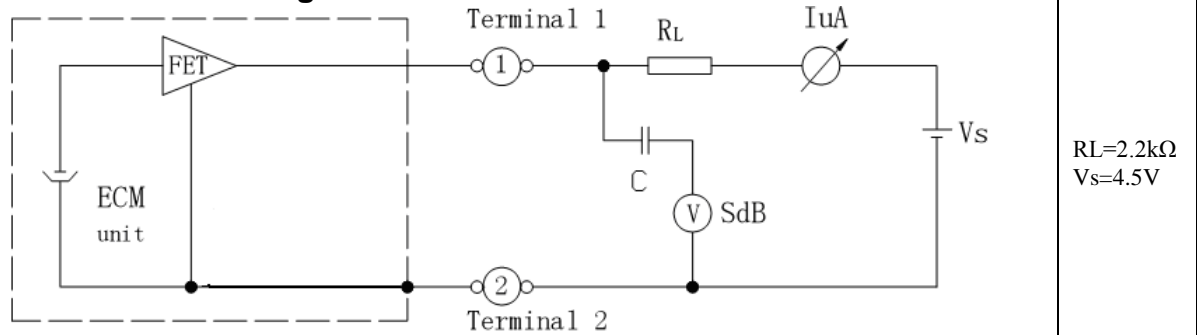 Terminal 1
RL
IuA
FET
1
Vs
RL=2.2kΩ
Vs=4.5V
C
ECM
unit
V
SdB
2
Terminal 2